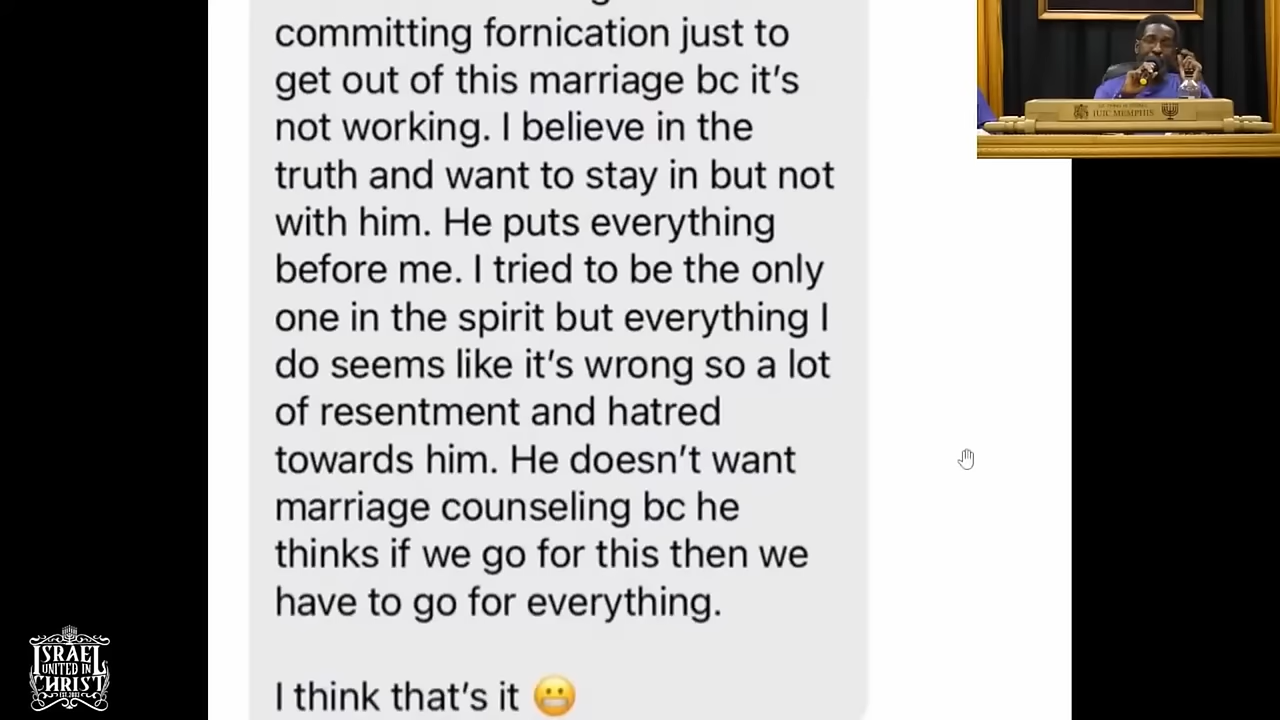 committing fornication just to
get out of this marriage bc it's
not working. I believe in the
truth and want to stay in but not
with him. He puts everything
before me. I tried to be the only
one in the spirit but everything I
do seems like it's wrong so a lot
of resentment and hatred
towards him. He doesn't want
marriage counseling bc he
thinks if we go for this then we
have to go for everything.
I think that's it 😬
IUIC MEMPHIS
ISRAEL
UNITED IN
CHRIST
EST. 2003